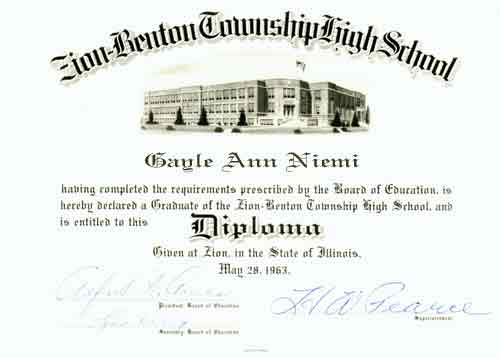 Zion-Benton Township High School
Gayle Ann Niemi
having completed the requirements prescribed by the Board of Education, is
hereby declared a Graduate of the Zion-Benton Township High School, and
is entitled to this Diploma
Given at Zion, in the State of Illinois,
May 28, 1963.
President Board of Education
H W Pearce
Superintendent
Secretary Board of Education